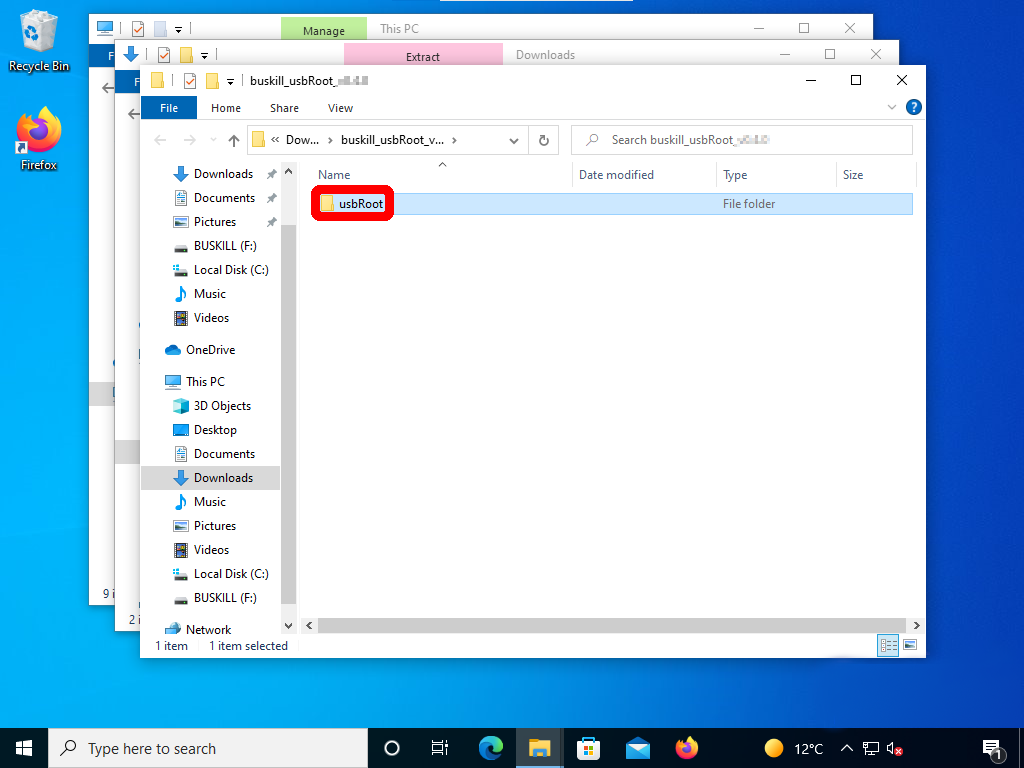 Recycle Bin
Firefox
Manage
This PC
Extract
Downloads
buskill_usbRoot_
File
Home
Share
View
« Dow... › buskill_usbRoot_v... ›
Search buskill_usbRoot_
Name
Date modified
Type
Size
usbRoot
File folder
Downloads
Documents
Pictures
BUSKILL (F:)
Local Disk (C:)
Music
Videos
OneDrive
This PC
3D Objects
Desktop
Documents
Downloads
Music
Pictures
Videos
Local Disk (C:)
BUSKILL (F:)
Network
1 item
1 item selected
9 i
2 i
Type here to search
12°C
1